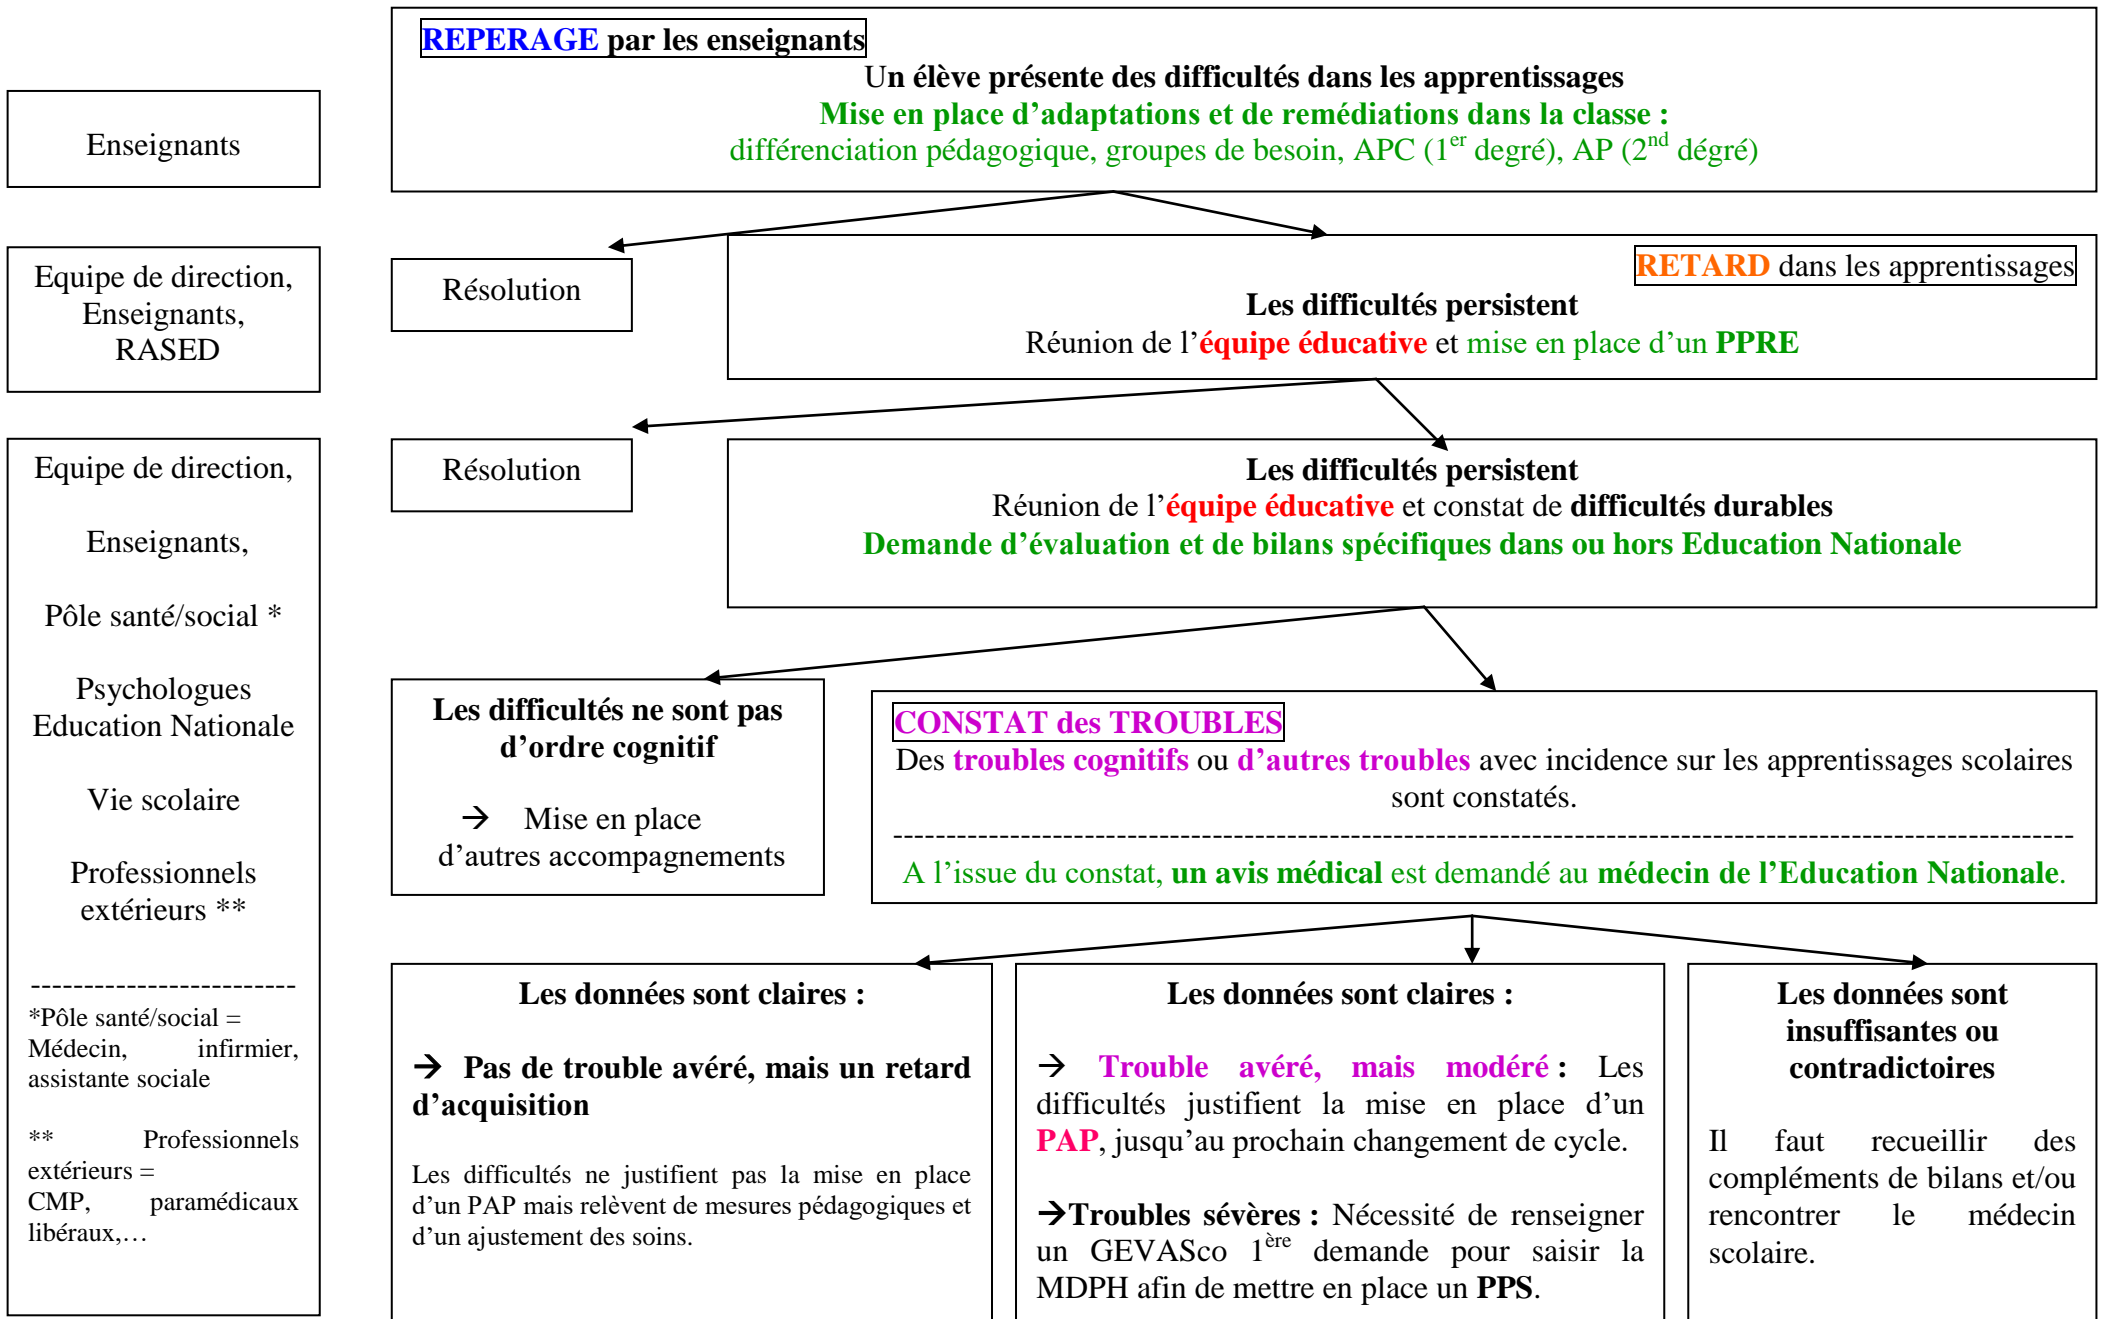 REPERAGE par les enseignants
Un élève présente des difficultés dans les apprentissages
Mise en place d’adaptations et de remédiations dans la classe :
différenciation pédagogique, groupes de besoin, APC (1er degré), AP (2nd dégré)
Enseignants
Equipe de direction,
Enseignants,
RASED
Résolution
RETARD dans les apprentissages
Les difficultés persistent
Réunion de l’équipe éducative et mise en place d’un PPRE
Equipe de direction,
Enseignants,
Pôle santé/social *
Psychologues
Education Nationale
Vie scolaire
Professionnels
extérieurs **
-------------------------
*Pôle santé/social =
Médecin, infirmier,
assistante sociale
** Professionnels
extérieurs =
CMP, paramédicaux
libéraux,…
Résolution
Les difficultés persistent
Réunion de l’équipe éducative et constat de difficultés durables
Demande d’évaluation et de bilans spécifiques dans ou hors Education Nationale
Les difficultés ne sont pas
d’ordre cognitif
→ Mise en place
d’autres accompagnements
CONSTAT des TROUBLES
Des troubles cognitifs ou d’autres troubles avec incidence sur les apprentissages scolaires
sont constatés.
A l’issue du constat, un avis médical est demandé au médecin de l’Education Nationale.
Les données sont claires :
→ Pas de trouble avéré, mais un retard
d’acquisition
Les difficultés ne justifient pas la mise en place
d’un PAP mais relèvent de mesures pédagogiques et
d’un ajustement des soins.
Les données sont claires :
→ Trouble avéré, mais modéré : Les
difficultés justifient la mise en place d’un
PAP, jusqu’au prochain changement de cycle.
→Troubles sévères : Nécessité de renseigner
un GEVASco 1ère demande pour saisir la
MDPH afin de mettre en place un PPS.
Les données sont
insuffisantes ou
contradictoires
Il faut recueillir des
compléments de bilans et/ou
rencontrer le médecin
scolaire.